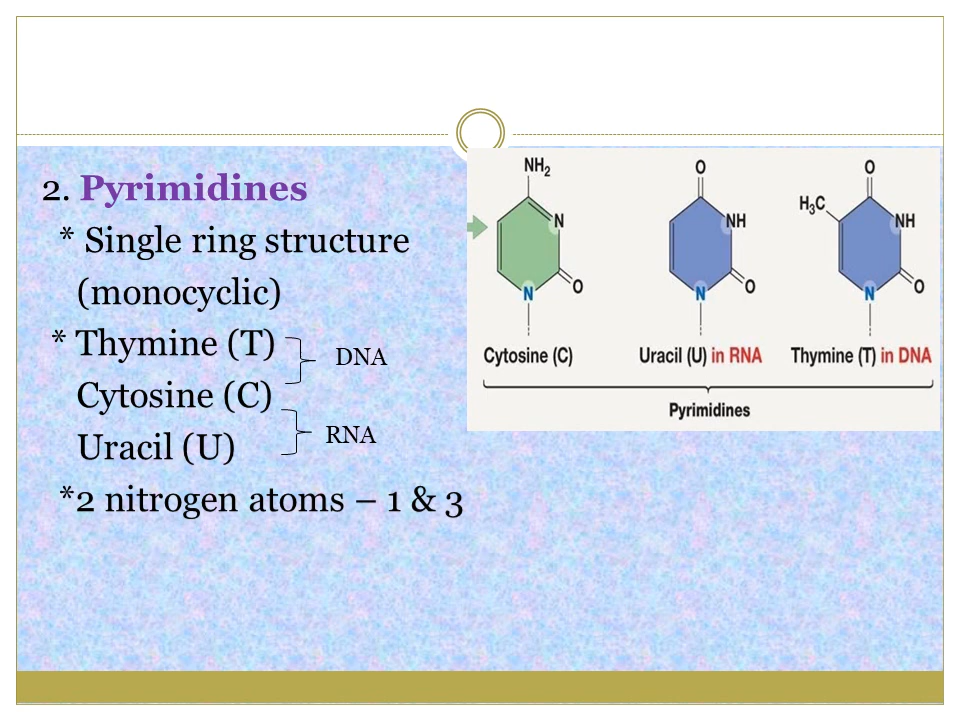 2. Pyrimidines
* Single ring structure
(monocyclic)
* Thymine (T)
DNA
Cytosine (C)
RNA
Uracil (U)
*2 nitrogen atoms – 1 & 3
NH₂
N
O
N
Cytosine (C)
O
NH
O
N
Uracil (U) in RNA
O
H₃C
NH
O
N
Thymine (T) in DNA
Pyrimidines